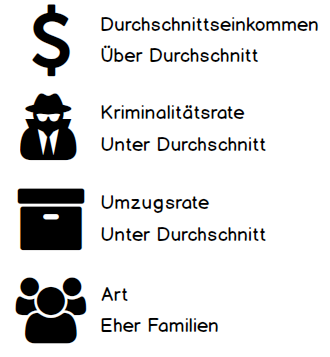 Durchschnittseinkommen
Über Durchschnitt
Kriminalitätsrate
Unter Durchschnitt
Umzugsrate
Unter Durchschnitt
Art
Eher Familien